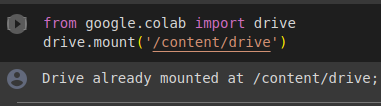 from google.colab import drive
drive.mount('/content/drive')
Drive already mounted at /content/drive;